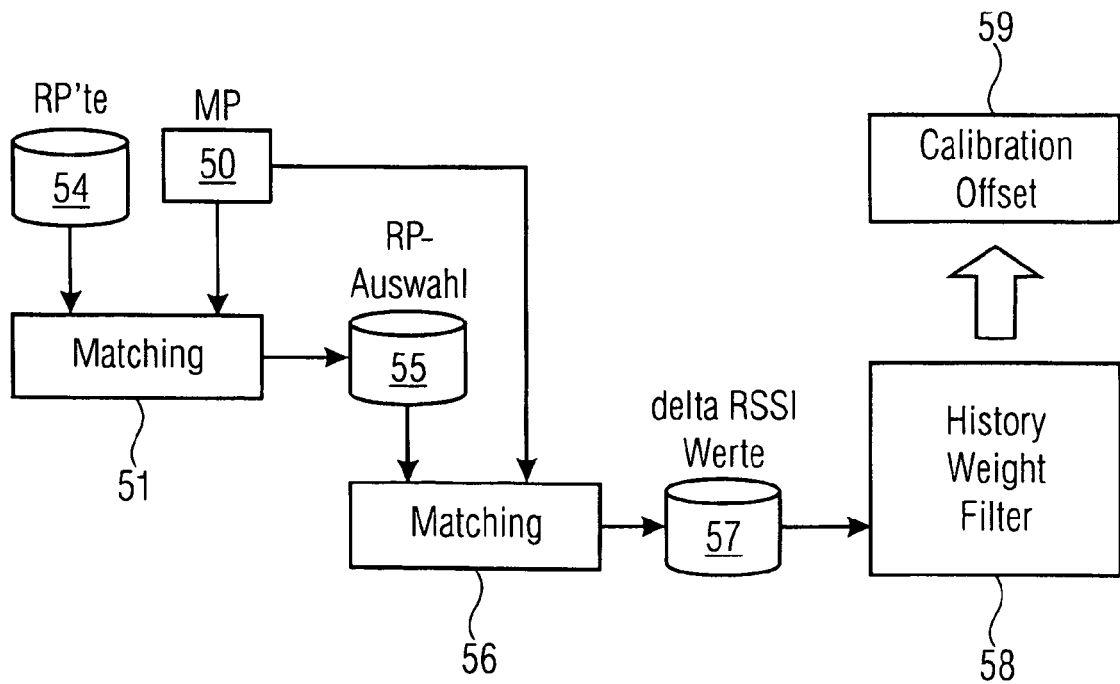 59
RP'te
MP
Calibration
Offset
54
50
RP-
Auswahl
Matching
55
51
delta RSSI
Werte
History
Weight
Filter
Matching
57
56
58